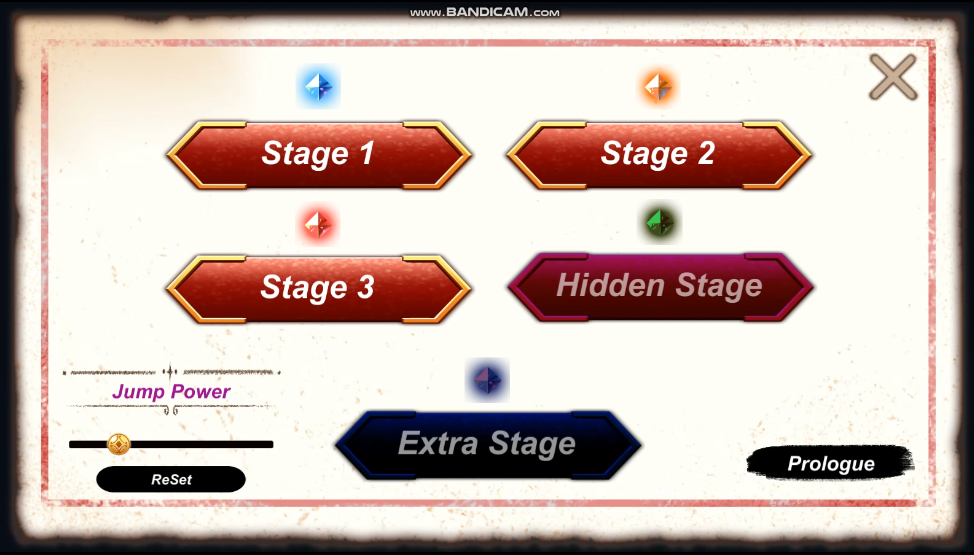 www.BANDICAM.com
Stage 1
Stage 2
Stage 3
Hidden Stage
Jump Power
Extra Stage
ReSet
Prologue